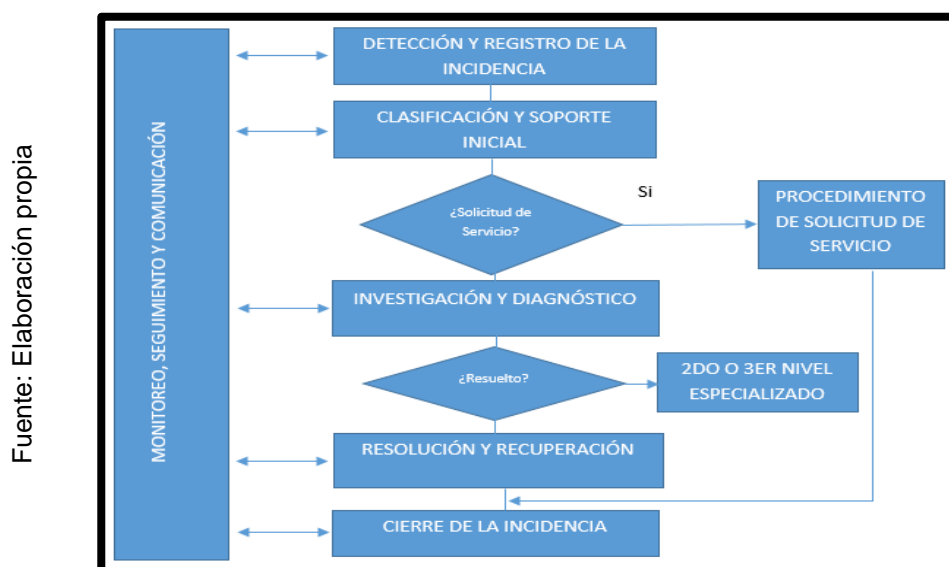 Fuente: Elaboración propia
MONITOREO, SEGUIMIENTO Y COMUNICACIÓN
DETECCIÓN Y REGISTRO DE LA
INCIDENCIA
CLASIFICACIÓN Y SOPORTE
INICIAL
¿Solicitud de
Servicio?
Si
PROCEDIMIENTO
DE SOLICITUD DE
SERVICIO
INVESTIGACIÓN Y DIAGNÓSTICO
¿Resuelto?
2DO O 3ER NIVEL
ESPECIALIZADO
RESOLUCIÓN Y RECUPERACIÓN
CIERRE DE LA INCIDENCIA